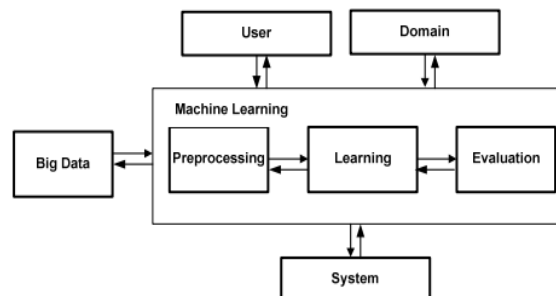 User
Domain
Machine Learning
Big Data
Preprocessing
Learning
Evaluation
System